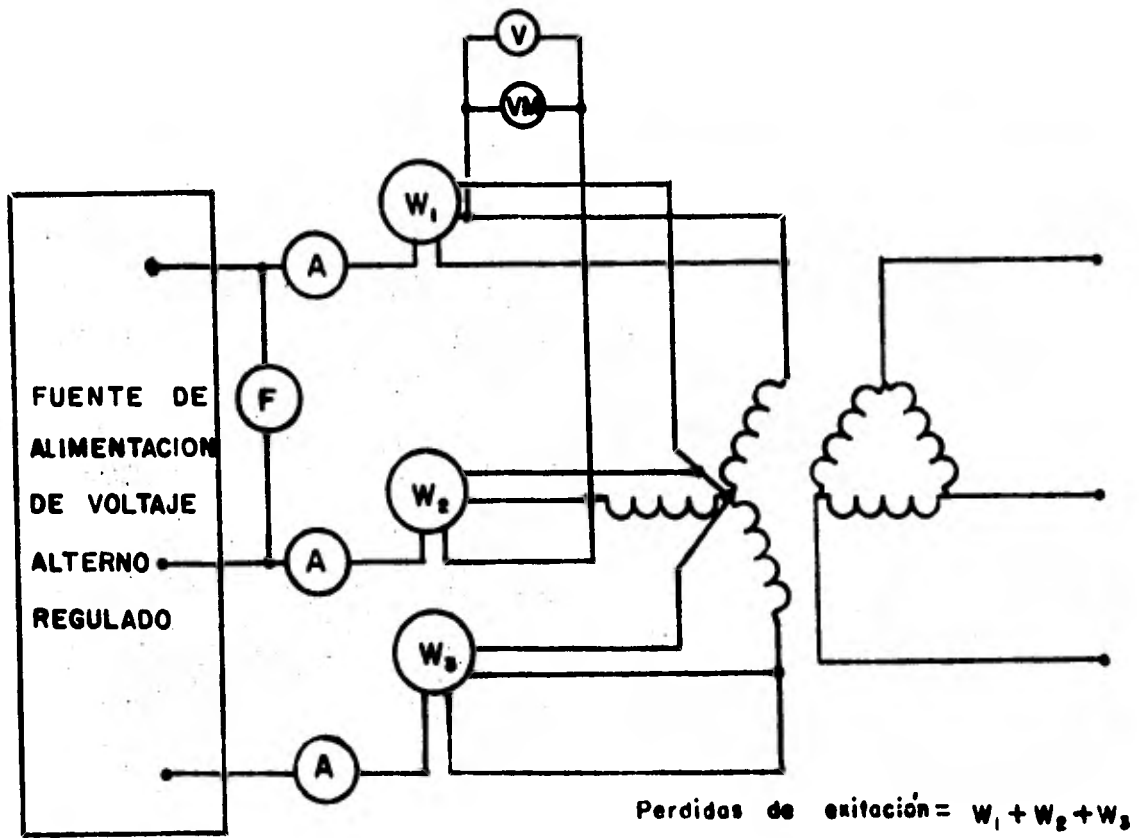 V
VM
W₁
A
FUENTE DE
ALIMENTACION
DE VOLTAJE
ALTERNO
REGULADO
F
W₂
A
W₃
A
Perdidas de exitación = W₁ + W₂ + W₃